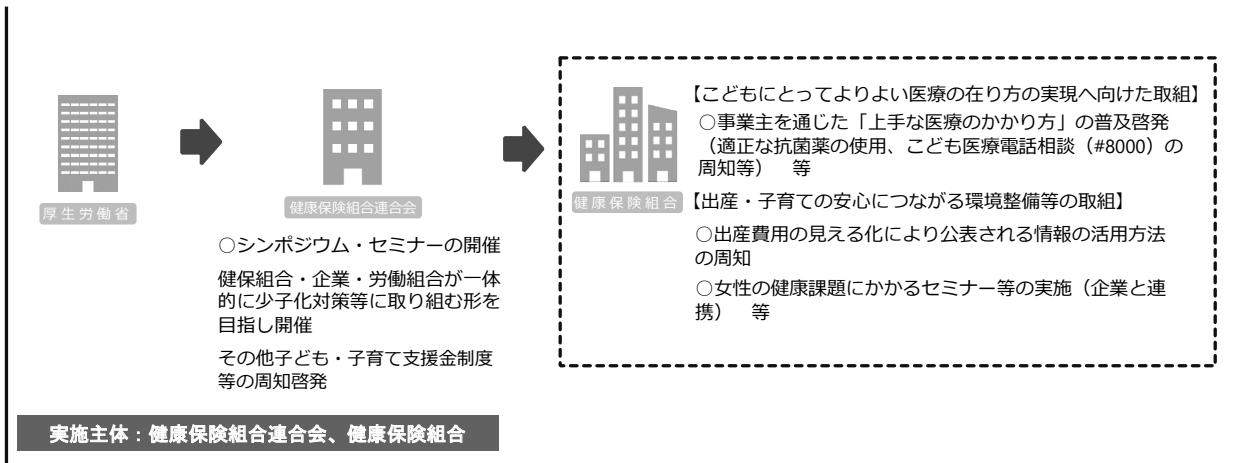 厚生労働省
健康保険組合連合会
○シンポジウム・セミナーの開催
健保組合・企業・労働組合が一体
的に少子化対策等に取り組む形を
目指し開催
その他子ども・子育て支援金制度
等の周知啓発
健康保険組合
【こどもにとってよりよい医療の在り方の実現へ向けた取組】
○事業主を通じた「上手な医療のかかり方」の普及啓発
（適正な抗菌薬の使用、こども医療電話相談（#8000）の
周知等）　等
【出産・子育ての安心につながる環境整備等の取組】
○出産費用の見える化により公表される情報の活用方法
の周知
○女性の健康課題にかかるセミナー等の実施（企業と連
携）　等
実施主体：健康保険組合連合会、健康保険組合